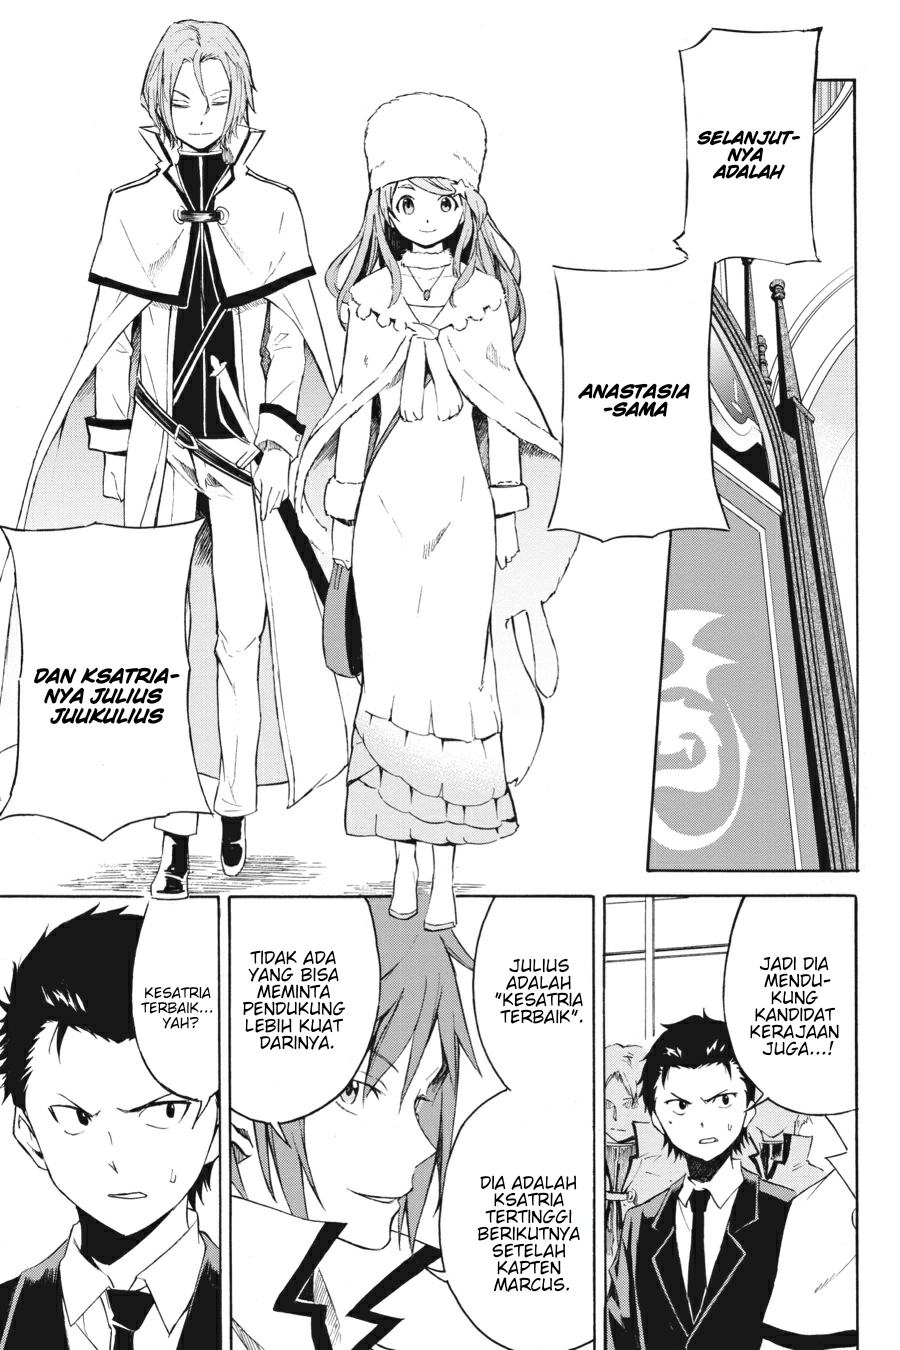 SELANJUT-
NYA
ADALAH
ANASTASIA
-SAMA
DAN KSATRIA-
NYA JULIUS
JUUKULIUS
JADI DIA
MENDU-
KUNG
KANDIDAT
KERAJAAN
JUGA...!
JULIUS
ADALAH
"KESATRIA
TERBAIK".
DIA ADALAH
KSATRIA
TERTINGGI
BERIKUTNYA
SETELAH
KAPTEN
MARCUS.
TIDAK ADA
YANG BISA
MEMINTA
PENDUKUNG
LEBIH KUAT
DARINYA.
KESATRIA
TERBAIK...
YAH?